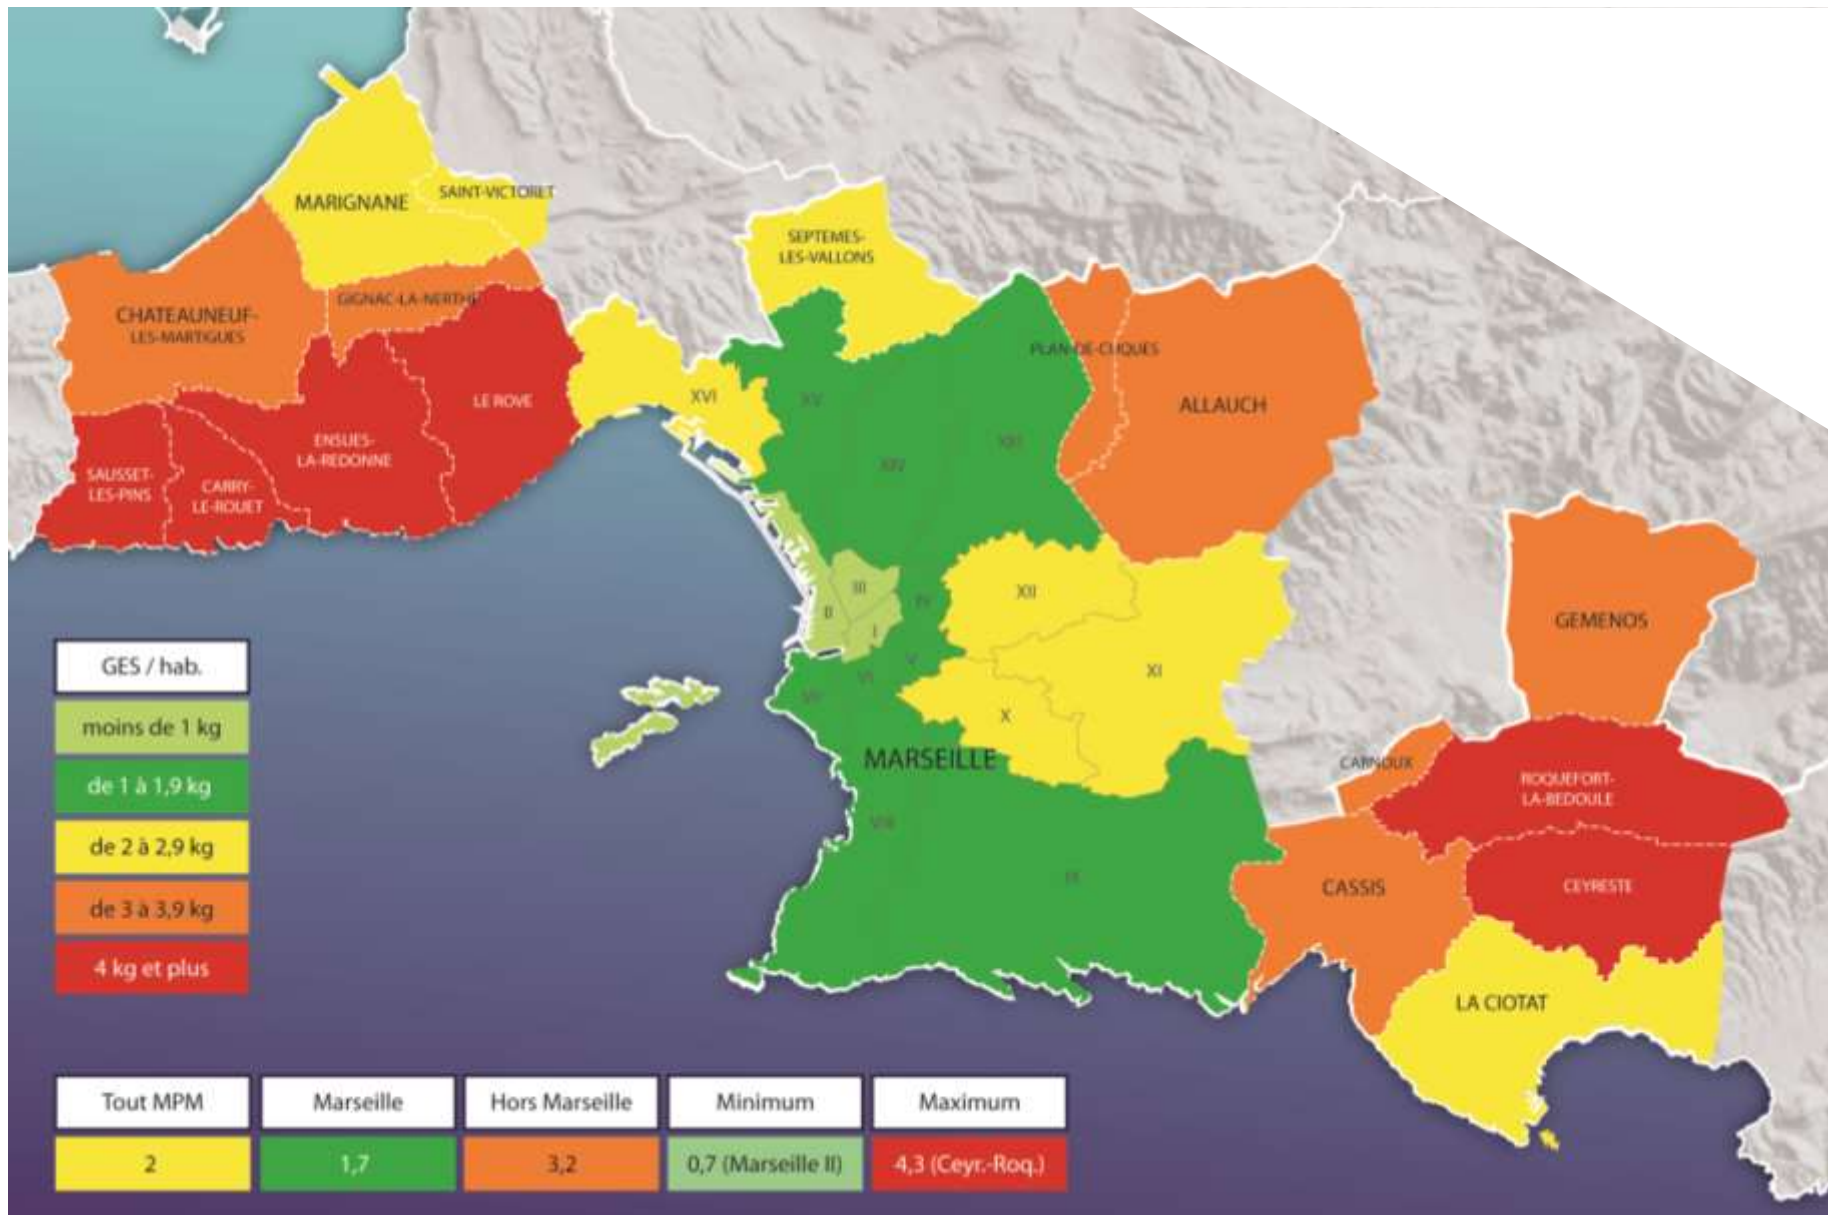 MARIGNANE
SAINT-VICTORET
SEPTEMES-
LES-VALLONS
CHATEAUNEUF-
LES-MARTIGUES
GIGNAC-LA-NERTHE
PLAN-DE-CUQUES
ALLAUCH
LE ROVE
XVI
XV
ENSUES-
LA-REDONNE
XIII
XIV
SAUSSET-
LES-PINS
CARRY-
LE-ROUET
III
XII
II
IV
I
GEMENOS
V
XI
VI
VII
X
MARSEILLE
CARNOUX
ROQUEFORT-
LA-BEDOULE
VIII
IX
CASSIS
CEYRESTE
LA CIOTAT
GES / hab.
moins de 1 kg
de 1 à 1,9 kg
de 2 à 2,9 kg
de 3 à 3,9 kg
4 kg et plus
Tout MPM
Marseille
Hors Marseille
Minimum
Maximum
2
1,7
3,2
0,7 (Marseille II)
4,3 (Ceyr.-Roq.)